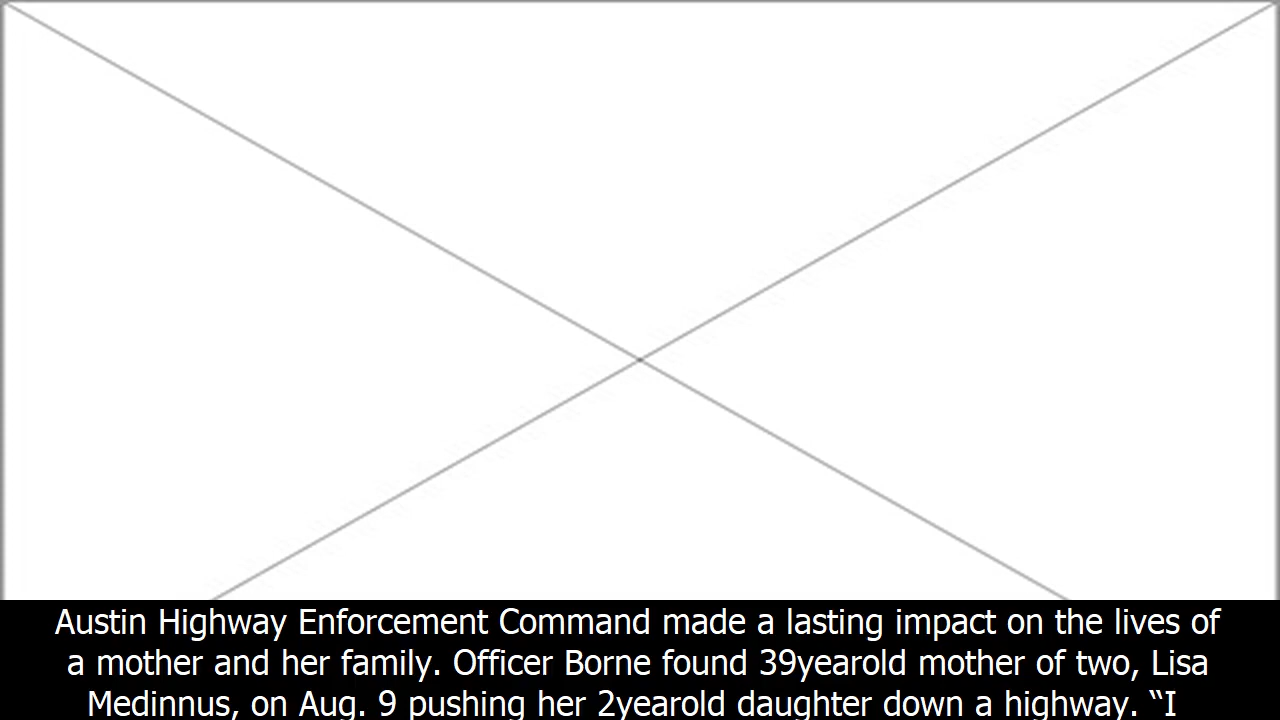 Austin Highway Enforcement Command made a lasting impact on the lives of
a mother and her family. Officer Borne found 39yearold mother of two, Lisa
Medinnus, on Aug. 9 pushing her 2yearold daughter down a highway. “I